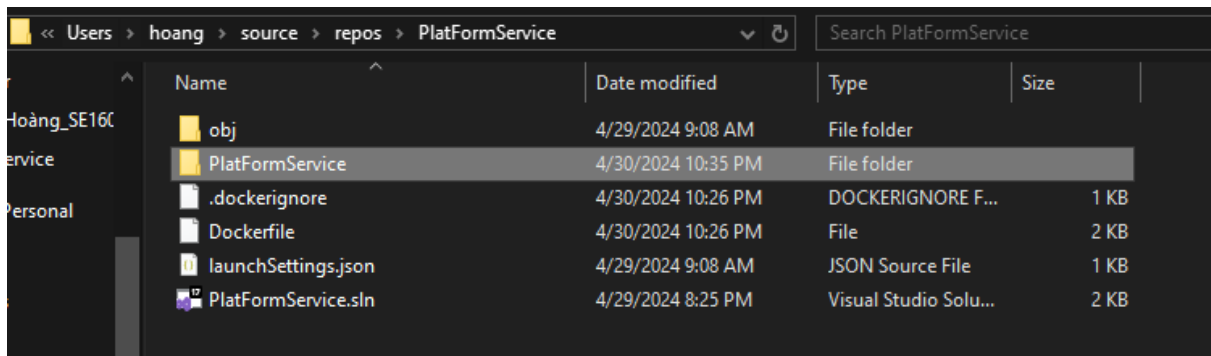 « Users > hoang > source > repos > PlatFormService Search PlatFormService
Name Date modified Type Size
obj 4/29/2024 9:08 AM File folder
Hoàng_SE160
PlatFormService 4/30/2024 10:35 PM File folder
ervice
.dockerignore 4/30/2024 10:26 PM DOCKERIGNORE F... 1 KB
Personal
Dockerfile 4/30/2024 10:26 PM File 2 KB
launchSettings.json 4/29/2024 9:08 AM JSON Source File 1 KB
PlatFormService.sln 4/29/2024 8:25 PM Visual Studio Solu... 2 KB